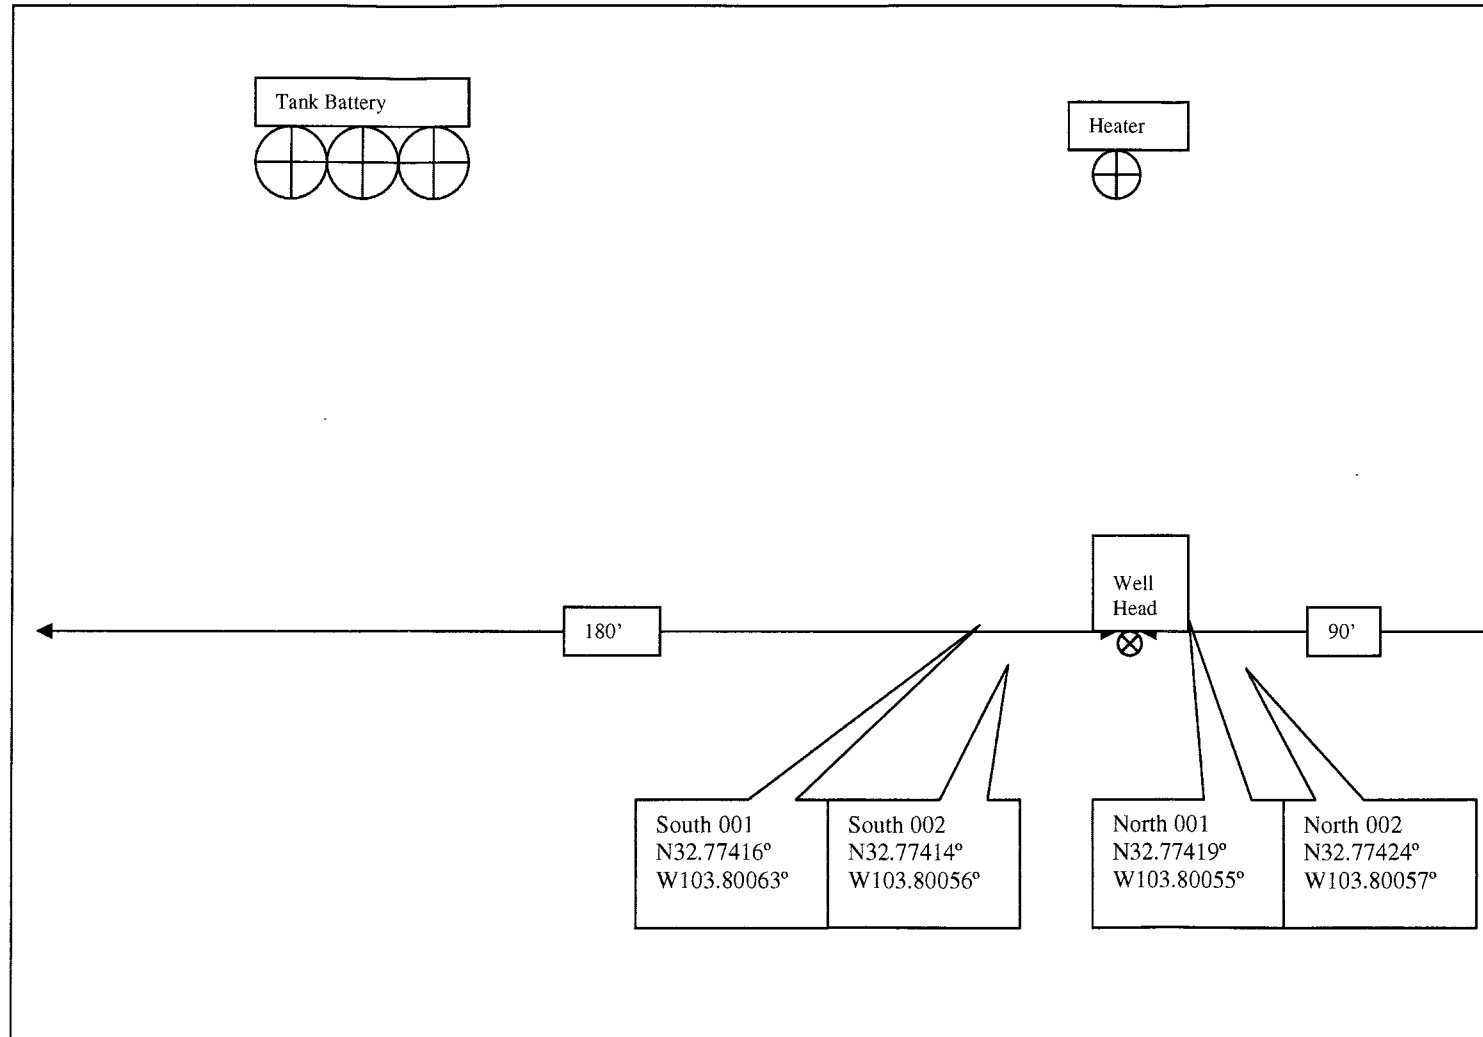 Tank Battery
Heater
Well
Head
180’
90’
South 001
N32.77416º
W103.80063º
South 002
N32.77414º
W103.80056º
North 001
N32.77419º
W103.80055º
North 002
N32.77424º
W103.80057º